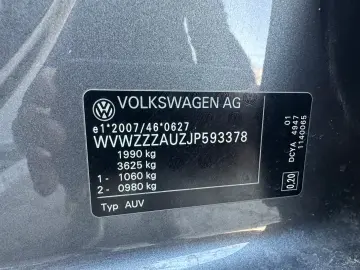 VOLKSWAGEN AG
e1*2007/46*0627
WVWZZZAUZJP593378
1990 kg
3625 kg
1 - 1060 kg
2 - 0980 kg
Typ AUV
01
DCYA 4947
1140065
0.20